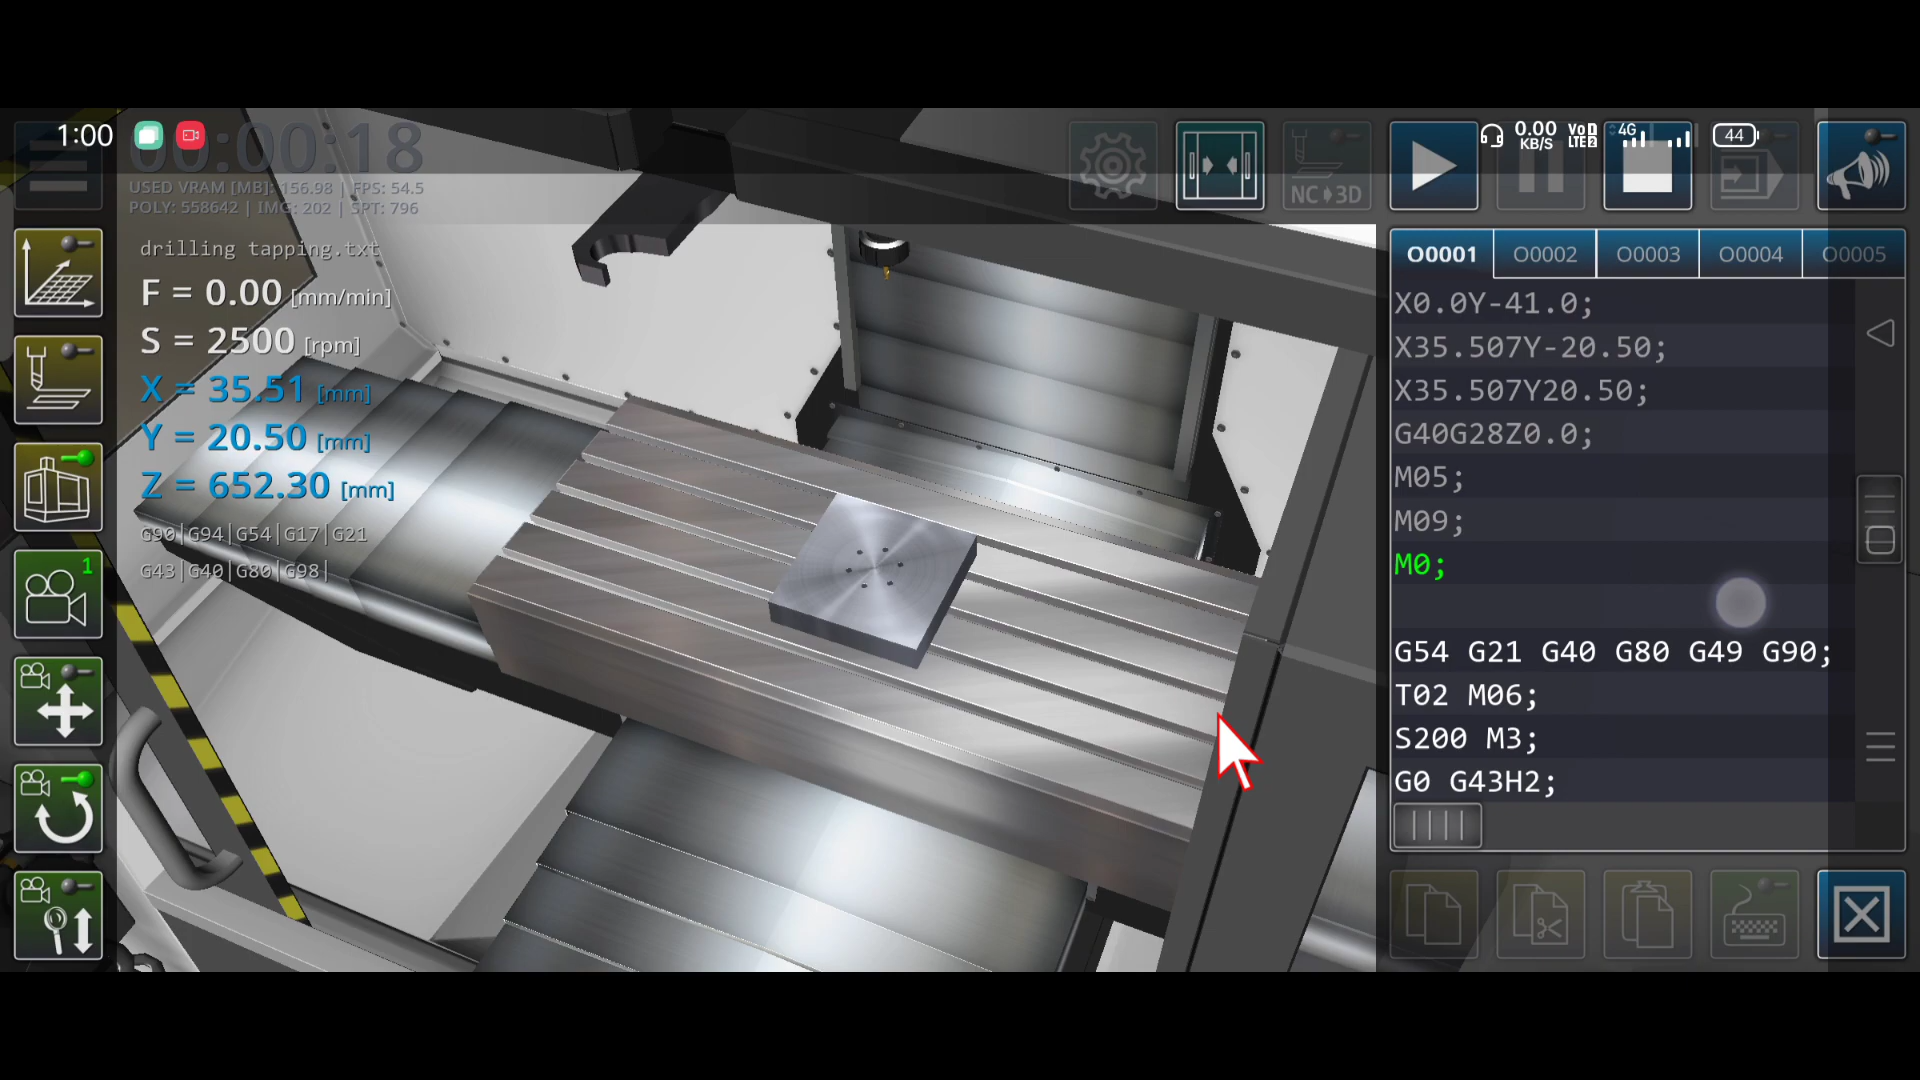 1:00
00:00:18
USED VRAM [MB]: 156.98 | FPS: 54.5
POLY: 558642 | IMG: 202 | SPT: 796
drilling tapping.txt
F = 0.00 [mm/min]
S = 2500 [rpm]
X = 35.51 [mm]
Y = 20.50 [mm]
Z = 652.30 [mm]
G90|G94|G54|G17|G21
G43|G40|G80|G98|
1
NC 3D
0.00 KB/S
VoD LTE2
4G
44
O0001 O0002 O0003 O0004 O0005
X0.0Y-41.0;
X35.507Y-20.50;
X35.507Y20.50;
G40G28Z0.0;
M05;
M09;
M0;
G54 G21 G40 G80 G49 G90;
T02 M06;
S200 M3;
G0 G43H2;